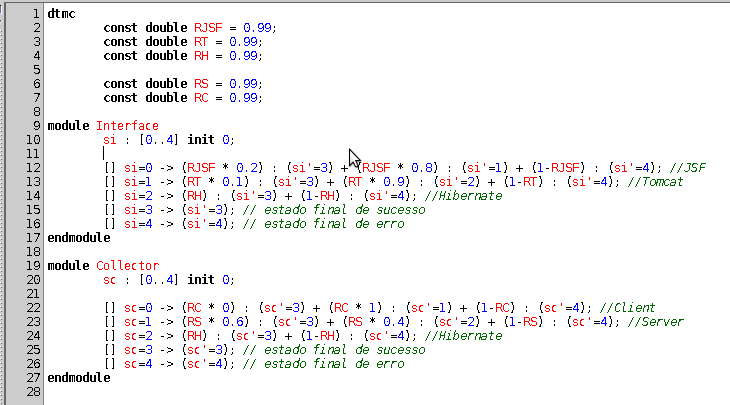 1 dtmc
2 const double RJSF = 0.99;
3 const double RT = 0.99;
4 const double RH = 0.99;
5
6 const double RS = 0.99;
7 const double RC = 0.99;
8
9 module Interface
10 si : [0..4] init 0;
11
12 [] si=0 -> (RJSF * 0.2) : (si'=3) + (RJSF * 0.8) : (si'=1) + (1-RJSF) : (si'=4); //JSF
13 [] si=1 -> (RT * 0.1) : (si'=3) + (RT * 0.9) : (si'=2) + (1-RT) : (si'=4); //Tomcat
14 [] si=2 -> (RH) : (si'=3) + (1-RH) : (si'=4); //Hibernate
15 [] si=3 -> (si'=3); // estado final de sucesso
16 [] si=4 -> (si'=4); // estado final de erro
17 endmodule
18
19 module Collector
20 sc : [0..4] init 0;
21
22 [] sc=0 -> (RC * 0) : (sc'=3) + (RC * 1) : (sc'=1) + (1-RC) : (sc'=4); //Client
23 [] sc=1 -> (RS * 0.6) : (sc'=3) + (RS * 0.4) : (sc'=2) + (1-RS) : (sc'=4); //Server
24 [] sc=2 -> (RH) : (sc'=3) + (1-RH) : (sc'=4); //Hibernate
25 [] sc=3 -> (sc'=3); // estado final de sucesso
26 [] sc=4 -> (sc'=4); // estado final de erro
27 endmodule
28